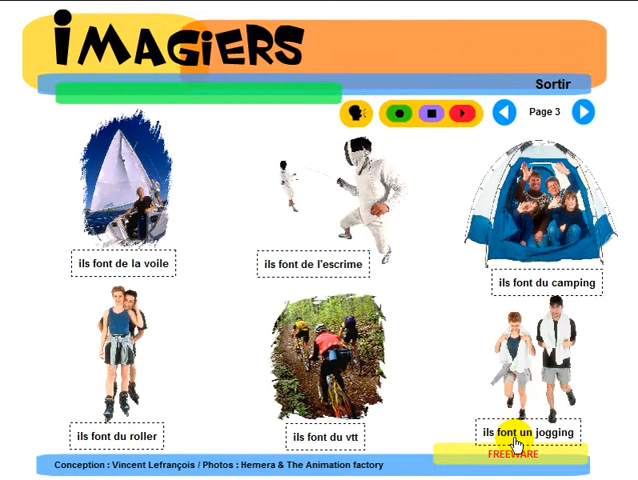 iMAGiERS
Sortir
Page 3
ils font de la voile
ils font de l'escrime
ils font du camping
ils font du roller
ils font du vtt
ils font un jogging
FREEWARE
Conception : Vincent Lefrançois / Photos : Hemera & The Animation factory